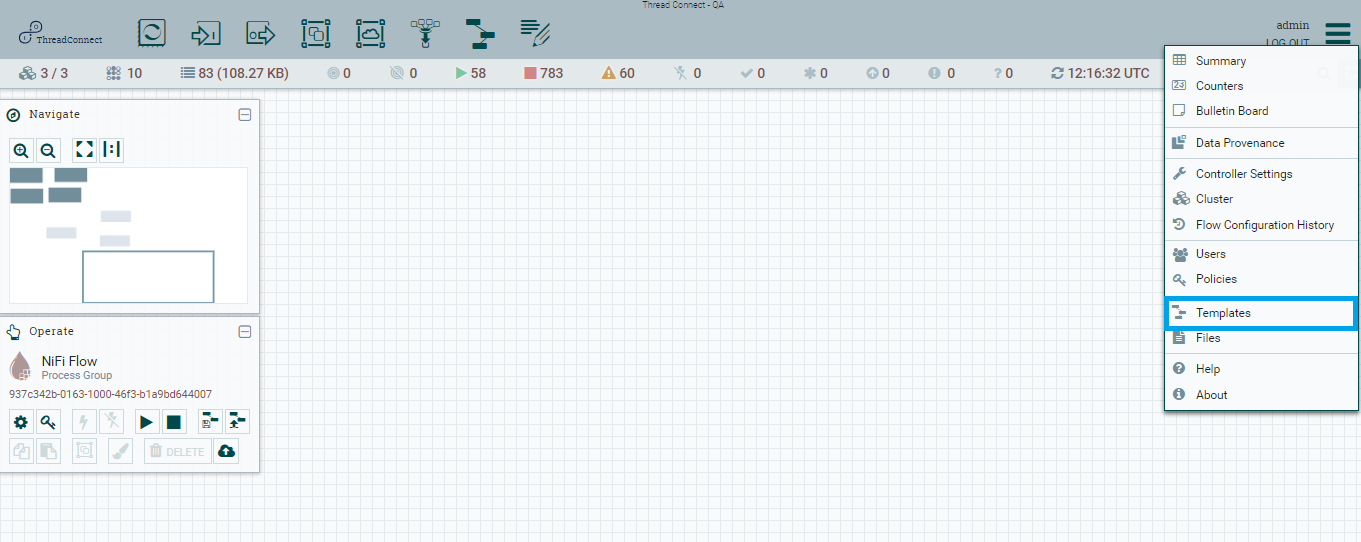 Thread Connect - QA
ThreadConnect
admin
LOG OUT
3 / 3 10 83 (108.27 KB) 0 0 58 783 60 0 0 0 0 0 ? 0 12:16:32 UTC
Summary
Counters
Bulletin Board
Data Provenance
Controller Settings
Cluster
Flow Configuration History
Users
Policies
Templates
Files
Help
About
Navigate
Operate
NiFi Flow
Process Group
937c342b-0163-1000-46f3-b1a9bd644007
DELETE